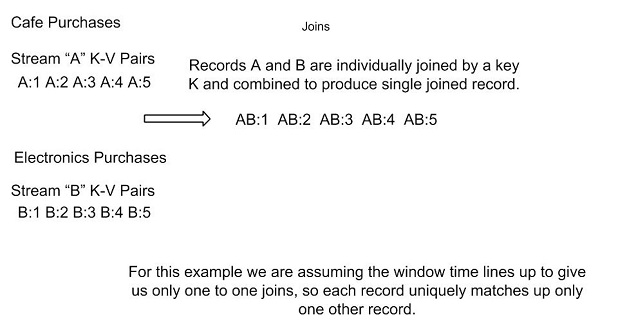 Cafe Purchases
Joins
Stream “A” K-V Pairs
A:1 A:2 A:3 A:4 A:5
Records A and B are individually joined by a key
K and combined to produce single joined record.
AB:1 AB:2 AB:3 AB:4 AB:5
Electronics Purchases
Stream “B” K-V Pairs
B:1 B:2 B:3 B:4 B:5
For this example we are assuming the window time lines up to give
us only one to one joins, so each record uniquely matches up only
one other record.